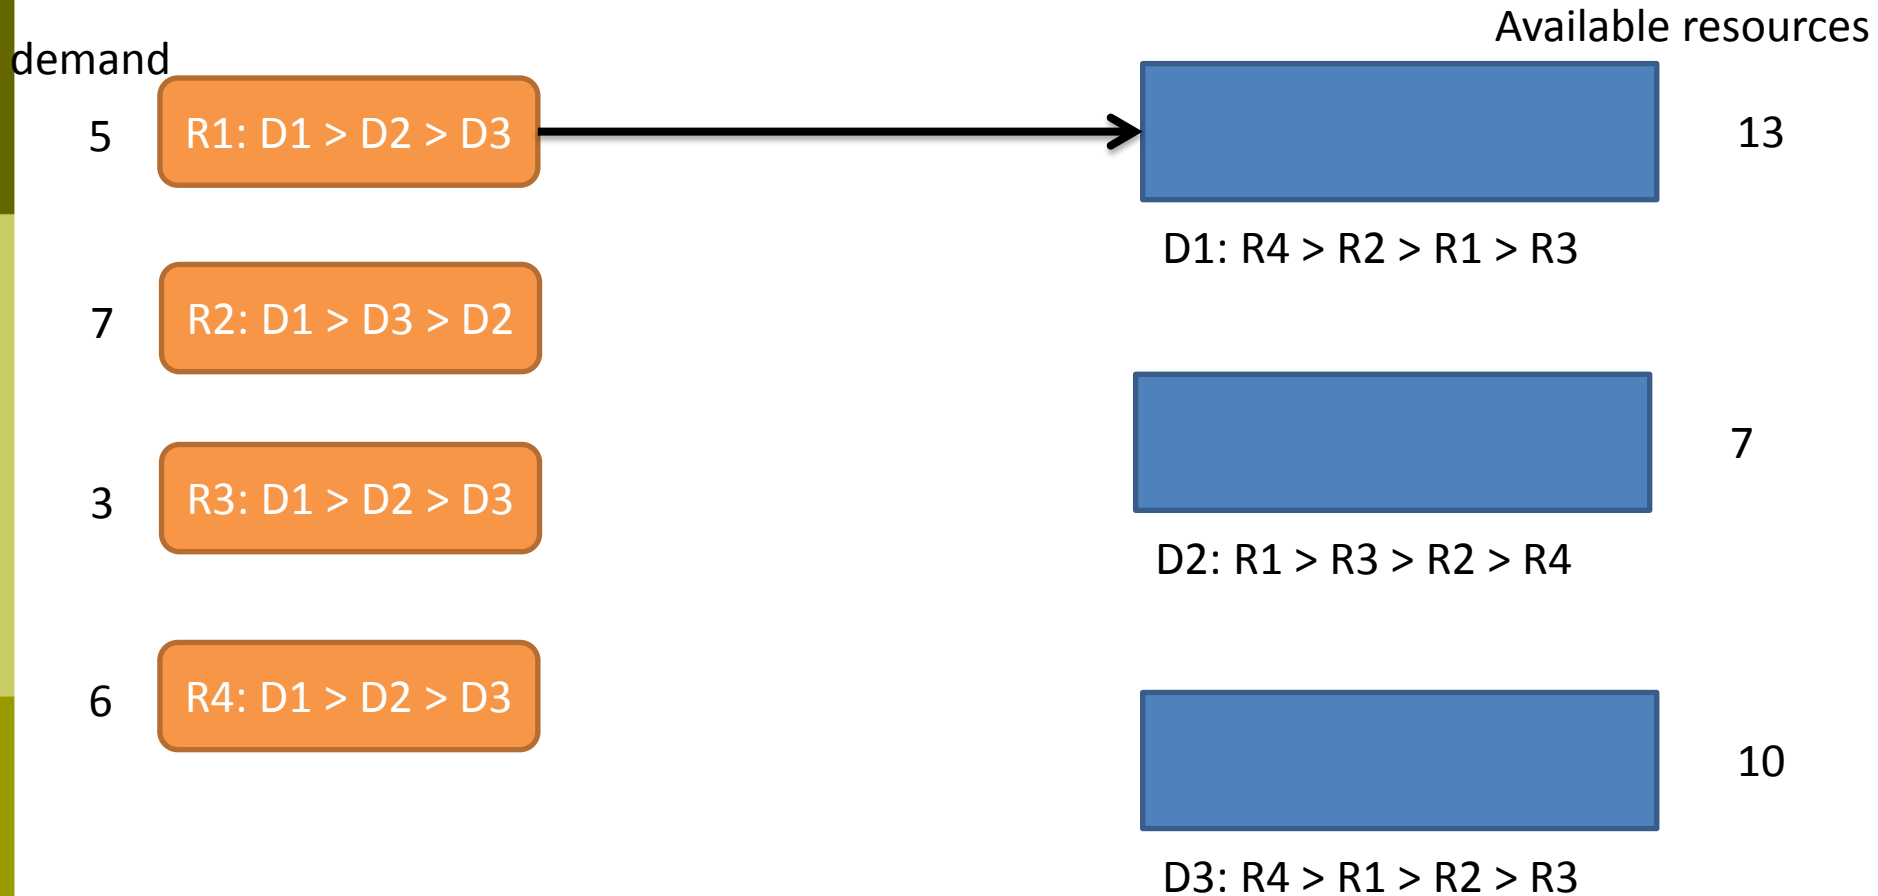 Available resources
demand
5
R1: D1 > D2 > D3
13
D1: R4 > R2 > R1 > R3
7
R2: D1 > D3 > D2
7
3
R3: D1 > D2 > D3
D2: R1 > R3 > R2 > R4
6
R4: D1 > D2 > D3
10
D3: R4 > R1 > R2 > R3